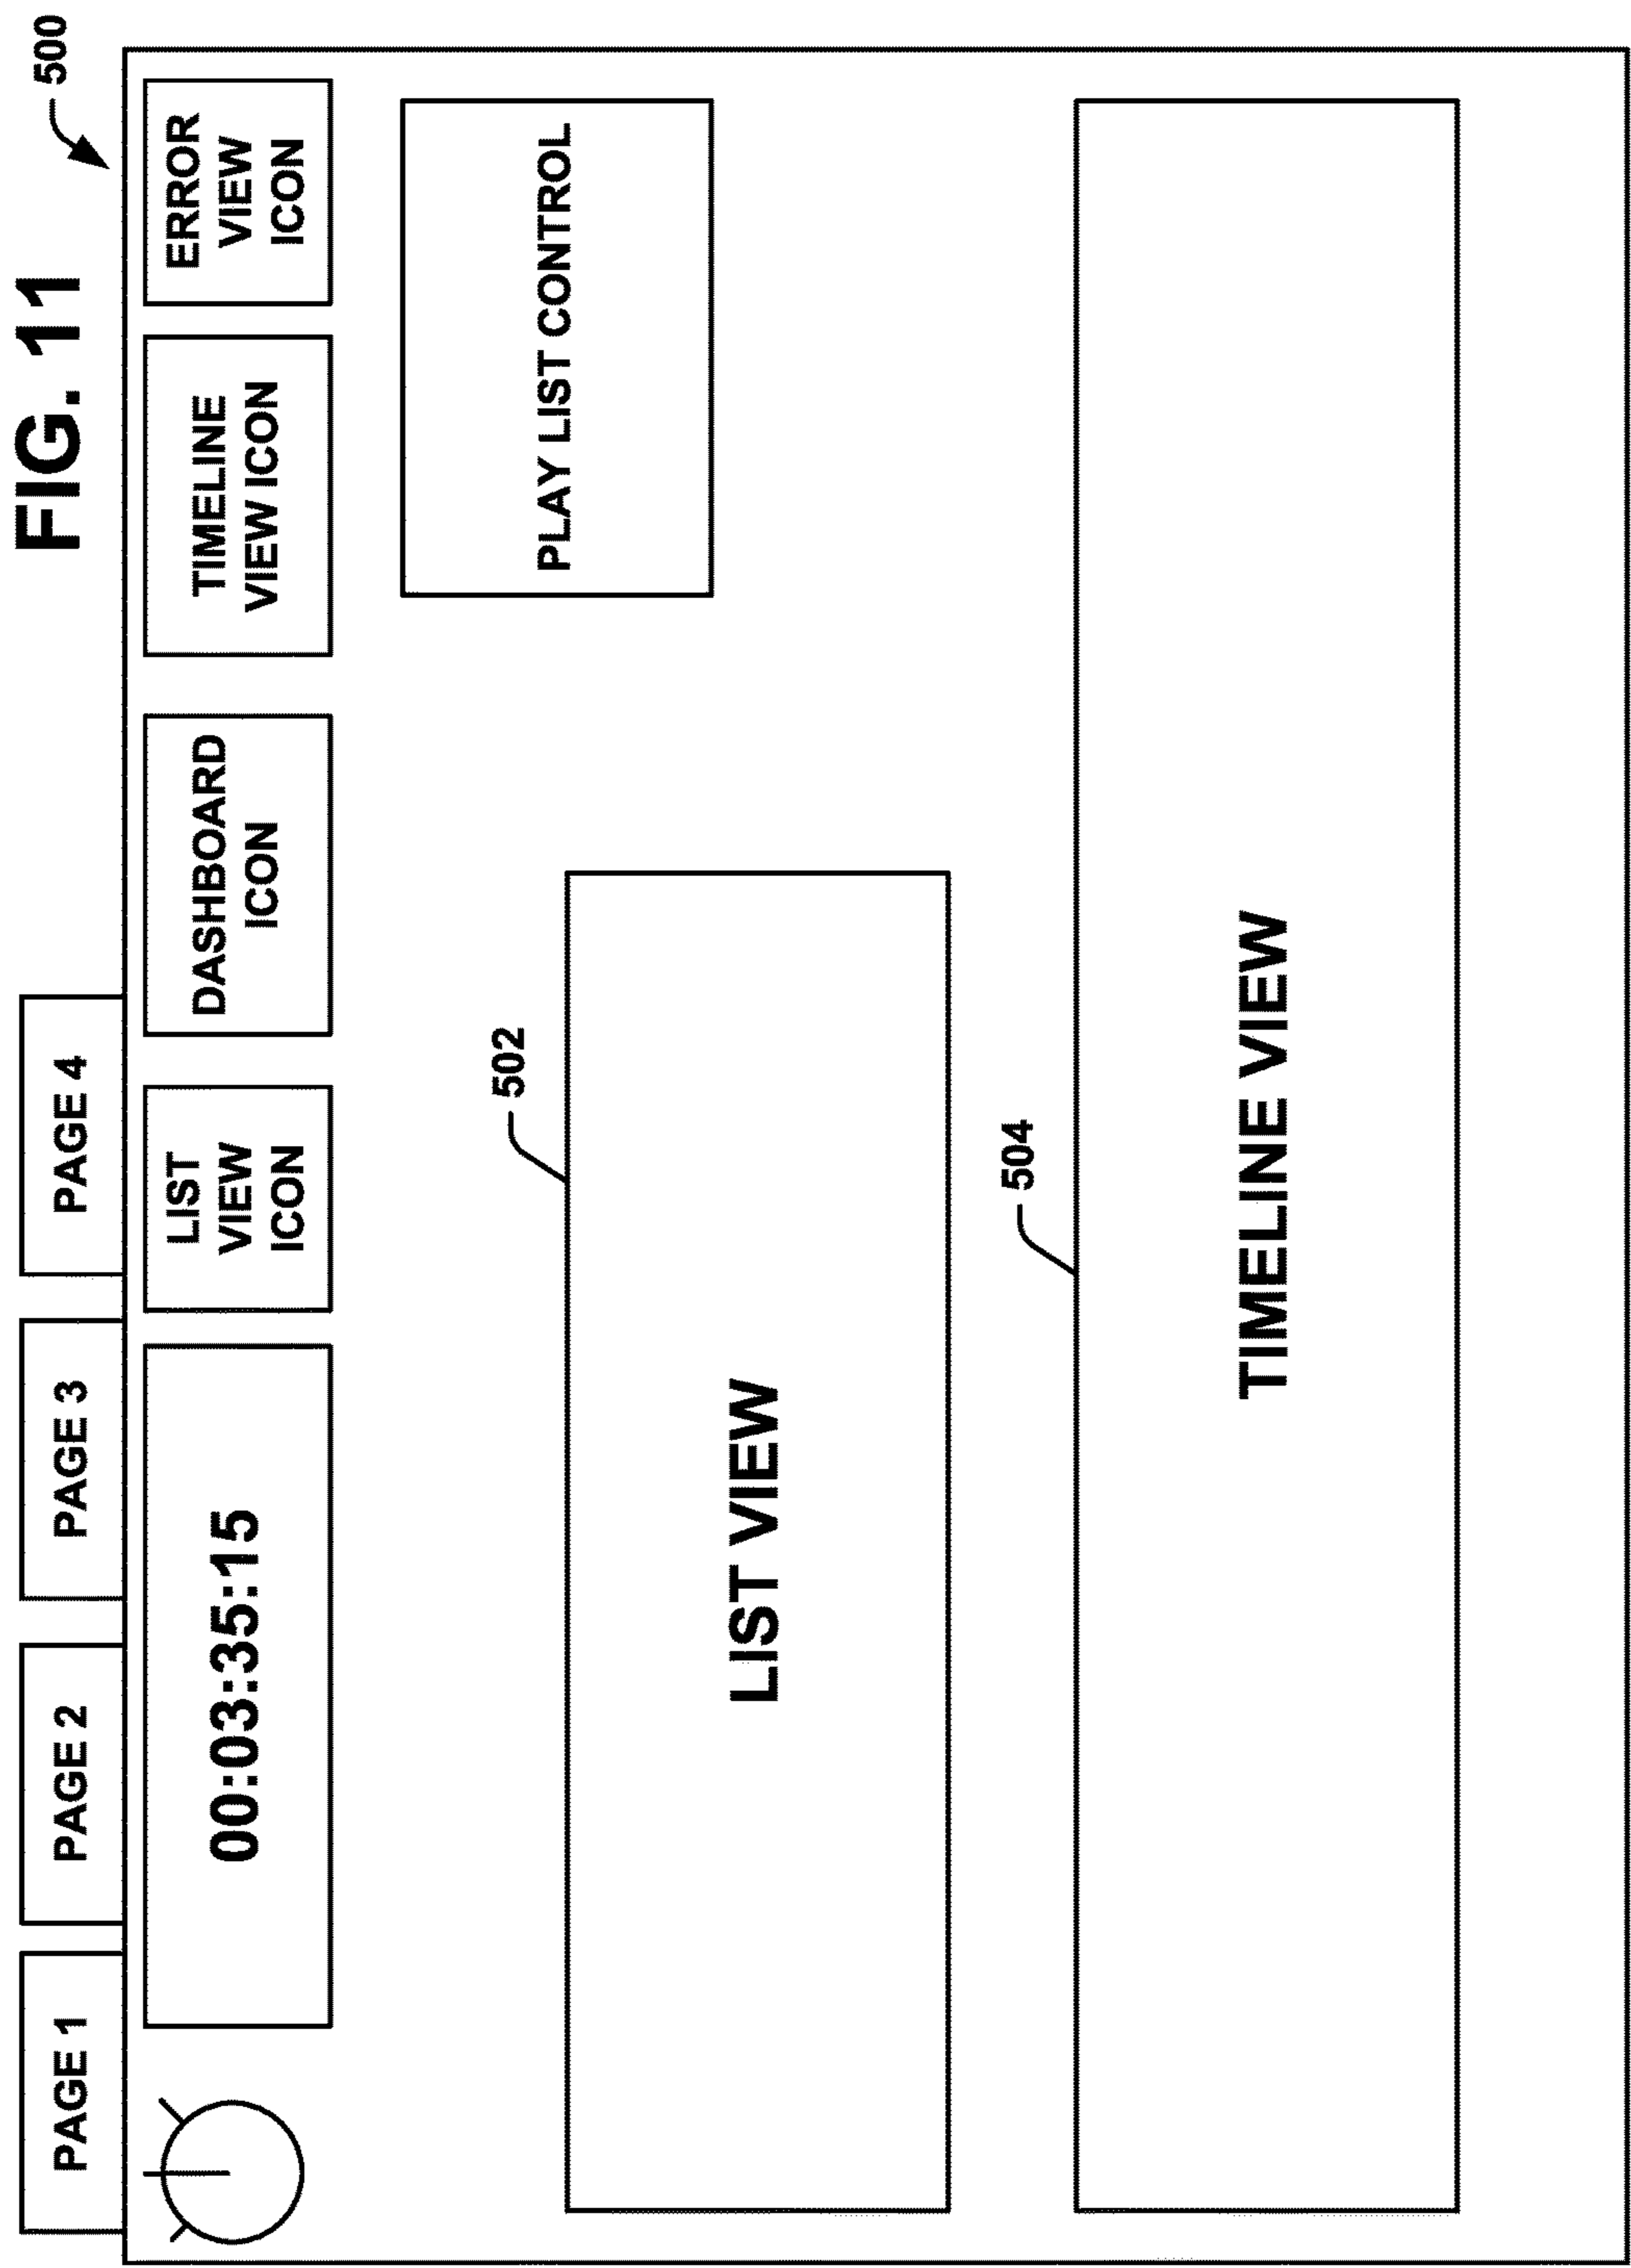 FIG. 11
500
PAGE 1
PAGE 2
PAGE 3
PAGE 4
00:03:35:15
LIST
VIEW
ICON
DASHBOARD
ICON
TIMELINE
VIEW ICON
ERROR
VIEW
ICON
PLAY LIST CONTROL
502
LIST VIEW
504
TIMELINE VIEW